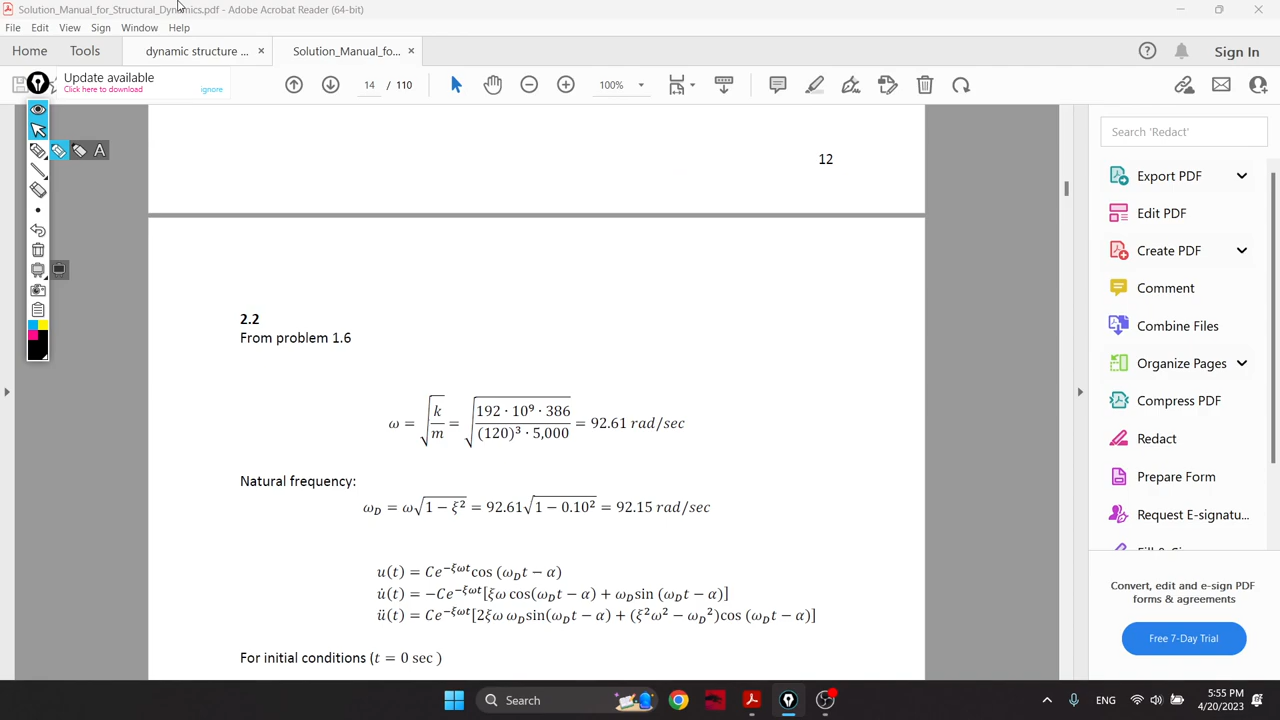 Solution_Manual_for_Structural_Dynamics.pdf - Adobe Acrobat Reader (64-bit)
File Edit View Sign Window Help
Home Tools dynamic structure ... × Solution_Manual_fo... × Sign In
Update available
Click here to download ignore
14 / 110 100%
A
12
Search 'Redact'
Export PDF
Edit PDF
Create PDF
Comment
Combine Files
Organize Pages
Compress PDF
Redact
Prepare Form
Request E-signatu...
Convert, edit and e-sign PDF
forms & agreements
Free 7-Day Trial
2.2
From problem 1.6
ω = √(k/m) = √(192 · 10⁹ · 386 / (120)³ · 5,000) = 92.61 rad/sec
Natural frequency:
ω_D = ω√(1 − ξ²) = 92.61√(1 − 0.10²) = 92.15 rad/sec
u(t) = Ce^(−ξωt)cos (ω_D t − α)
u̇(t) = −Ce^(−ξωt)[ξω cos(ω_D t − α) + ω_D sin (ω_D t − α)]
ü(t) = Ce^(−ξωt)[2ξω ω_D sin(ω_D t − α) + (ξ²ω² − ω_D²)cos (ω_D t − α)]
For initial conditions (t = 0 sec )
Search
ENG
5:55 PM
4/20/2023